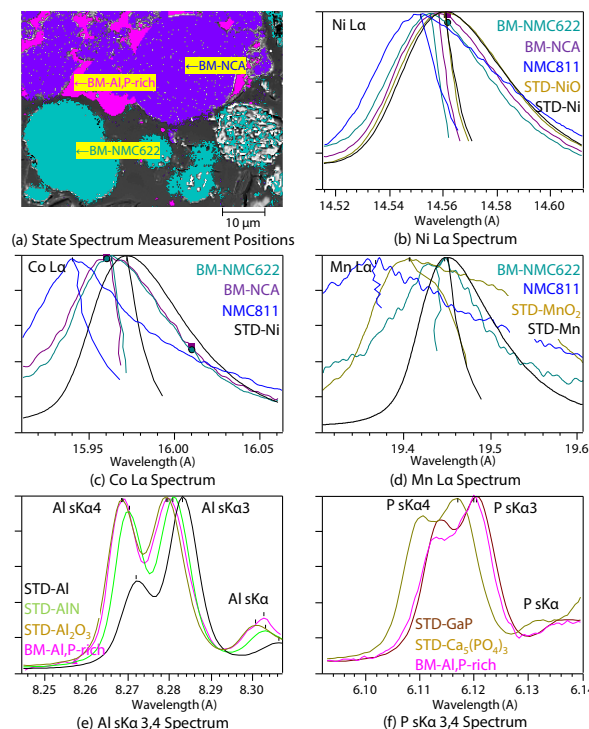 ←BM-NCA
←BM-Al,P-rich
←BM-NMC622
10 μm
(a) State Spectrum Measurement Positions
Ni Lα
BM-NMC622
BM-NCA
NMC811
STD-NiO
STD-Ni
14.52 14.54 14.56 14.58 14.60
Wavelength (A)
(b) Ni Lα Spectrum
Co Lα
BM-NMC622
BM-NCA
NMC811
STD-Ni
15.96 16.00 16.04
Wavelength (A)
(c) Co Lα Spectrum
Mn Lα
BM-NMC622
NMC811
STD-MnO2
STD-Mn
19.4 19.5 19.6
Wavelength (A)
(d) Mn Lα Spectrum
Al sKα4
Al sKα3
Al sKα
STD-Al
STD-AlN
STD-Al2O3
BM-Al,P-rich
8.25 8.26 8.27 8.28 8.29 8.30
Wavelength (A)
(e) Al sKα 3,4 Spectrum
P sKα4
P sKα3
P sKα
STD-GaP
STD-Ca5(PO4)3
BM-Al,P-rich
6.10 6.11 6.12 6.13 6.14
Wavelength (A)
(f) P sKα 3,4 Spectrum